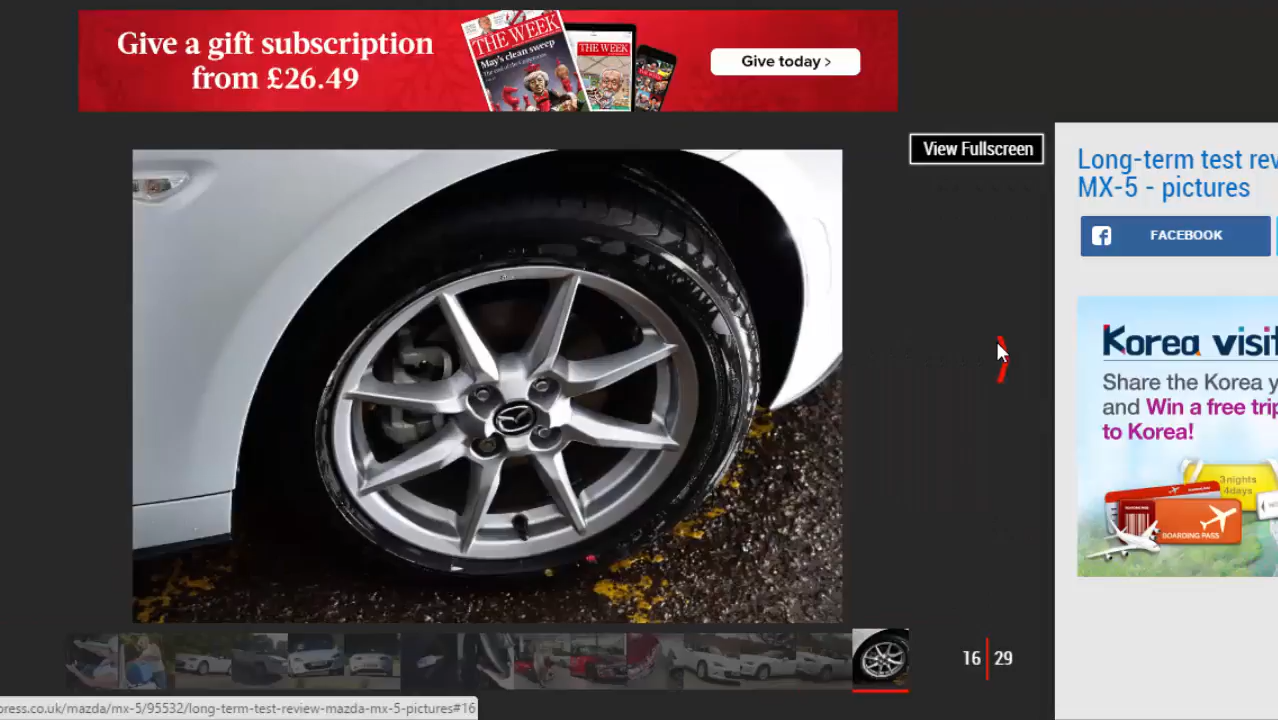 Give a gift subscription
from £26.49
THE WEEK
May's clean sweep
THE WEEK
Give today >
View Fullscreen
Long-term test rev
MX-5 - pictures
FACEBOOK
Korea visit
Share the Korea y
and Win a free trip
to Korea!
3nights
4days
BOARDING PASS
16 29
press.co.uk/mazda/mx-5/95532/long-term-test-review-mazda-mx-5-pictures#16